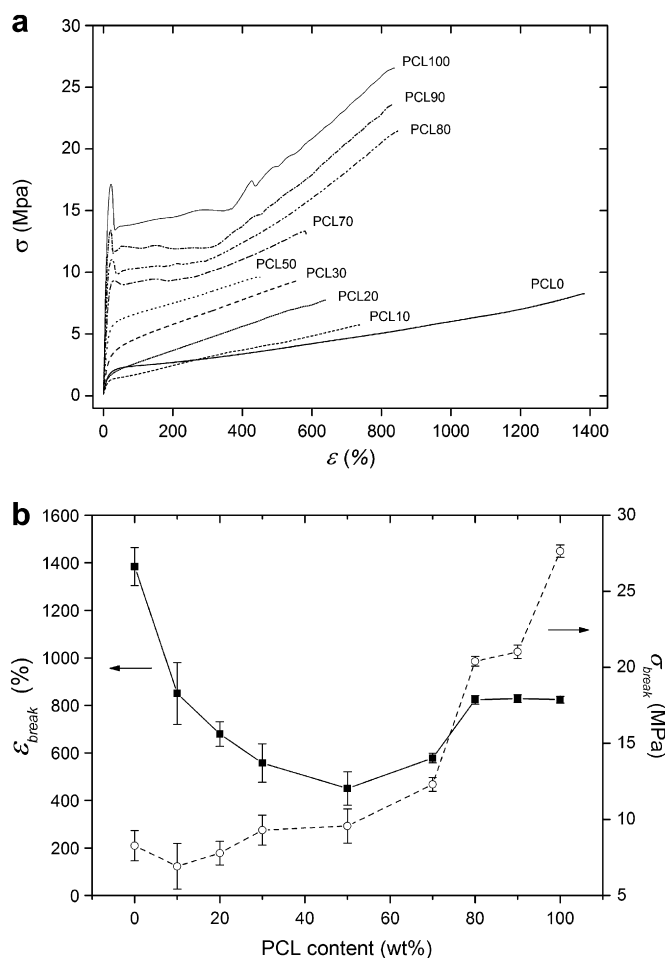 a
30
25
20
15
10
5
0
σ (Mpa)
PCL100
PCL90
PCL80
PCL70
PCL50
PCL30
PCL20
PCL10
PCL0
0 200 400 600 800 1000 1200 1400
ε (%)
b
1600
1400
1200
1000
800
600
400
200
0
ε break (%)
30
25
20
15
10
5
σ break (MPa)
0 20 40 60 80 100
PCL content (wt%)